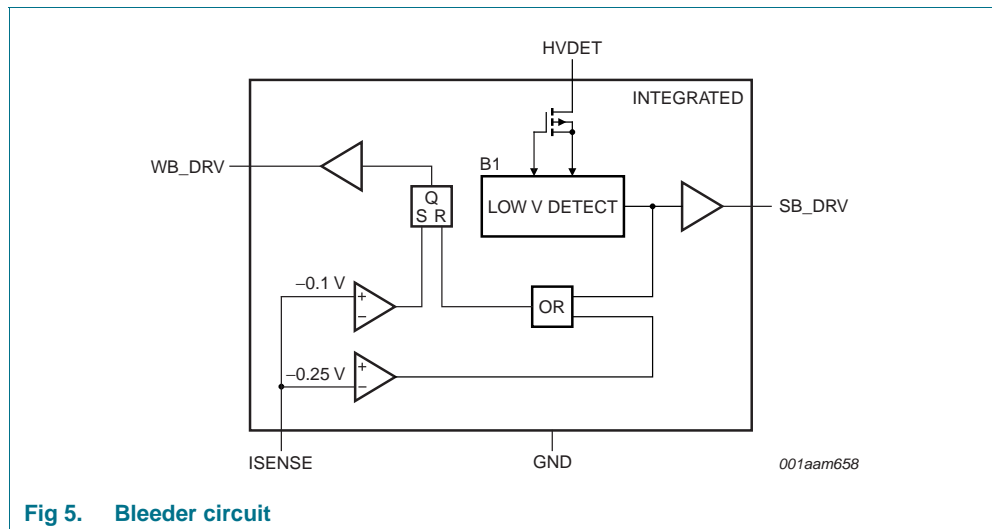 HVDET
INTEGRATED
WB_DRV
B1
Q
S R
LOW V DETECT
SB_DRV
−0.1 V
+
−
OR
−0.25 V
+
−
ISENSE
GND
001aam658
Fig 5. Bleeder circuit